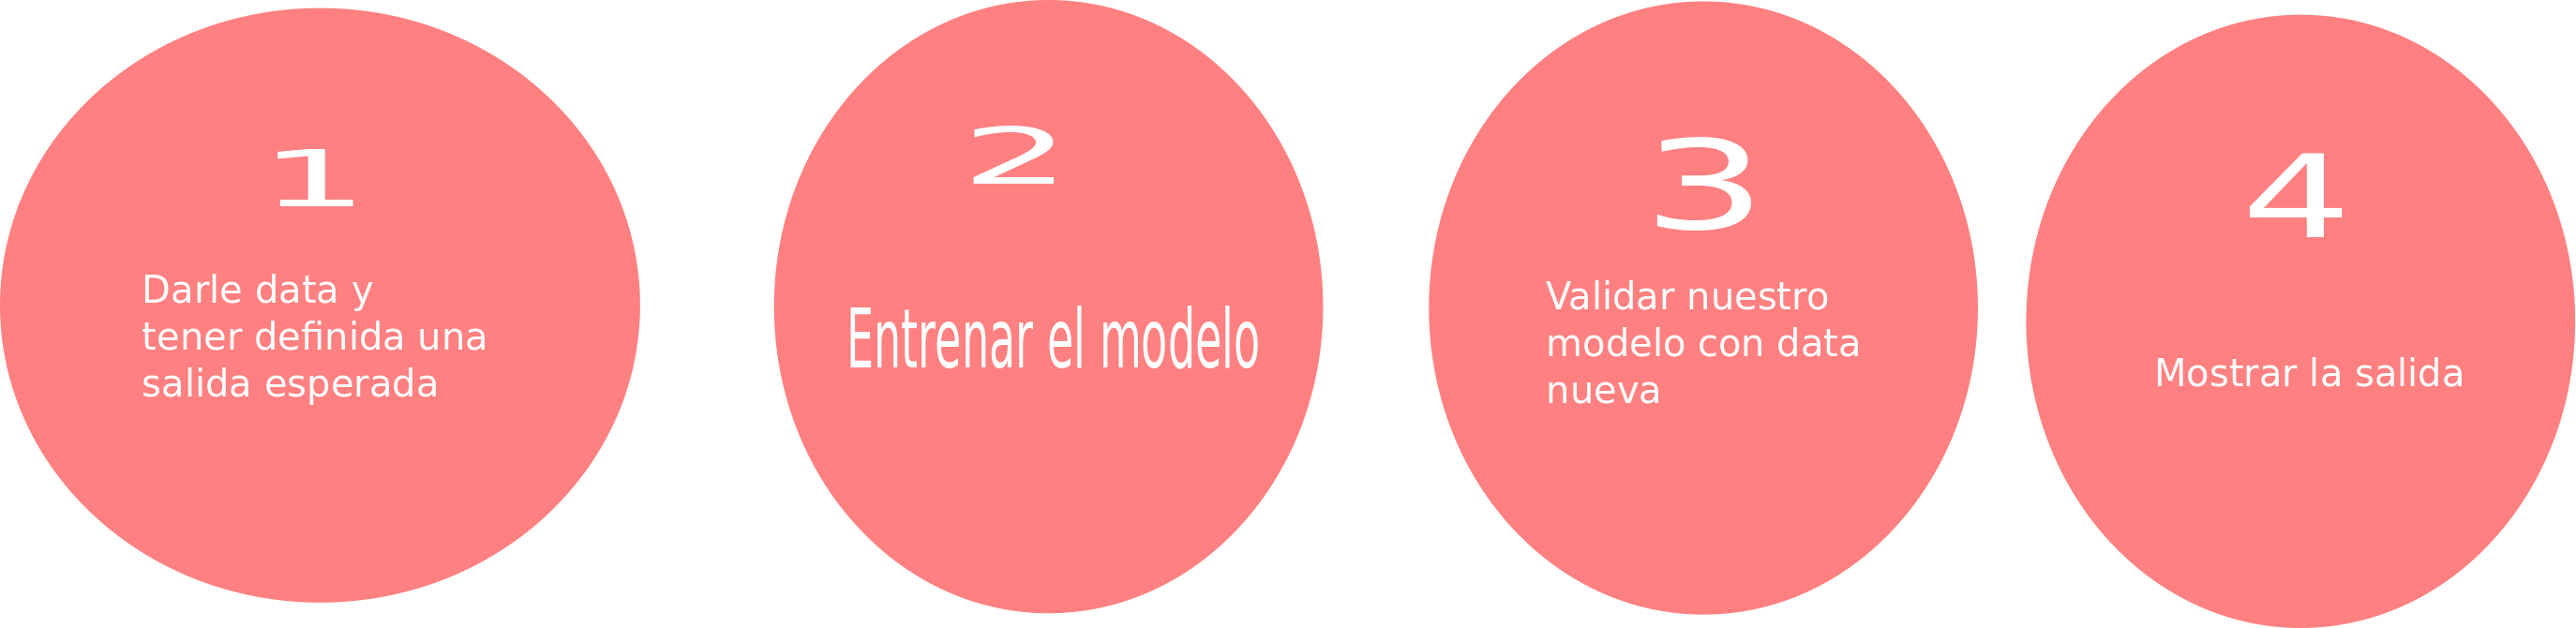 1
Darle data y
tener definida una
salida esperada
2
Entrenar el modelo
3
Validar nuestro
modelo con data
nueva
4
Mostrar la salida